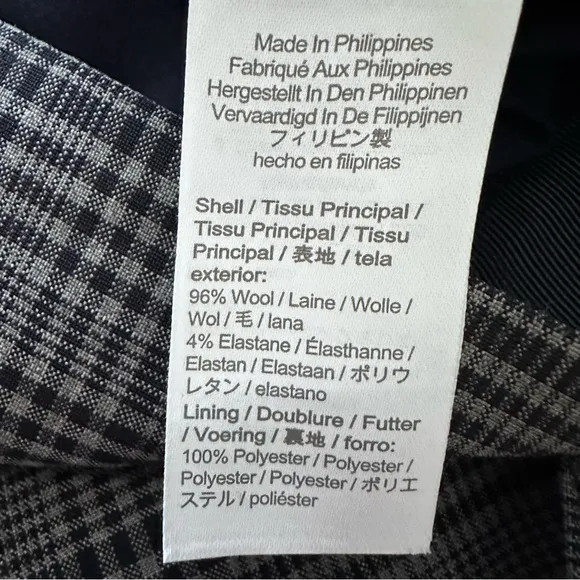 Made In Philippines
Fabriqué Aux Philippines
Hergestellt In Den Philippinen
Vervaardigd In De Filippijnen
フィリピン製
hecho en filipinas
Shell / Tissu Principal /
Tissu Principal / Tissu
Principal / 表地 / tela
exterior:
96% Wool / Laine / Wolle /
Wol / 毛 / lana
4% Elastane / Élasthanne /
Elastan / Elastaan / ポリウ
レタン / elastano
Lining / Doublure / Futter
/ Voering / 裏地 / forro:
100% Polyester / Polyester /
Polyester / Polyester / ポリエ
ステル / poliéster